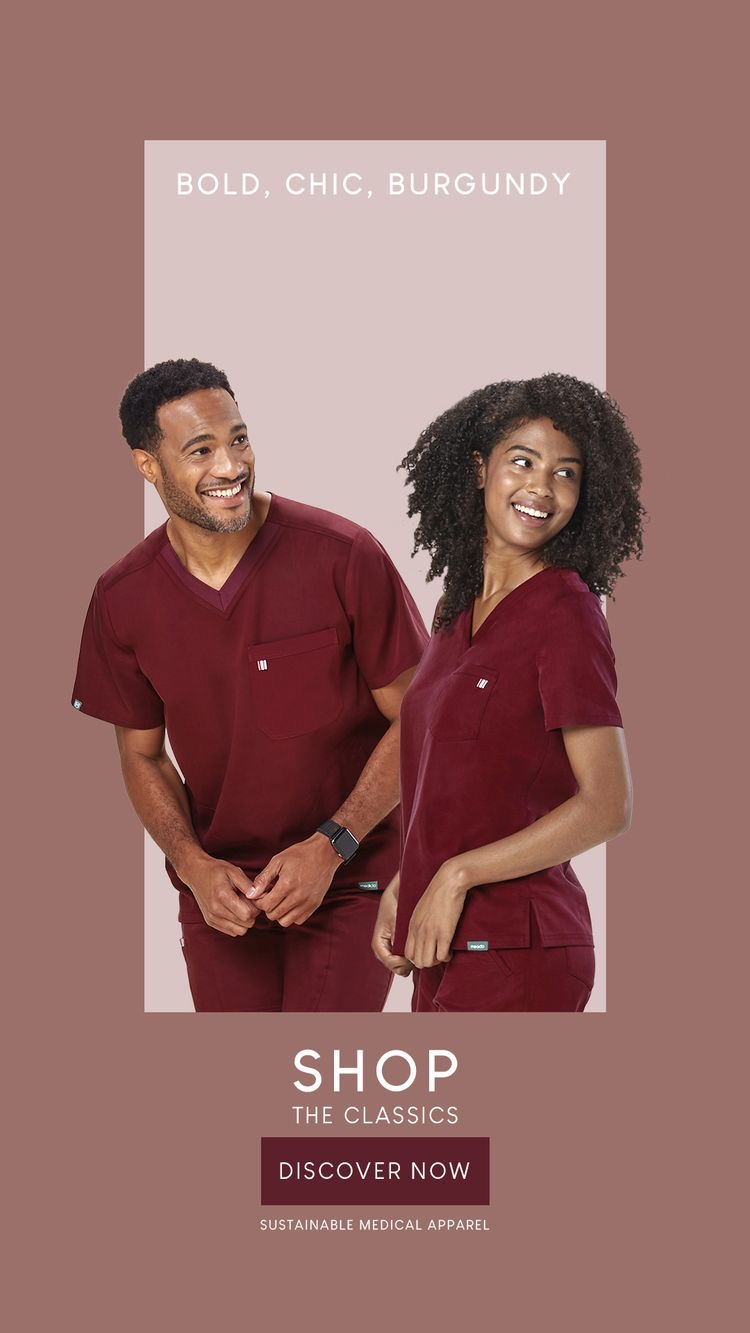 BOLD, CHIC, BURGUNDY
SHOP
THE CLASSICS
DISCOVER NOW
SUSTAINABLE MEDICAL APPAREL